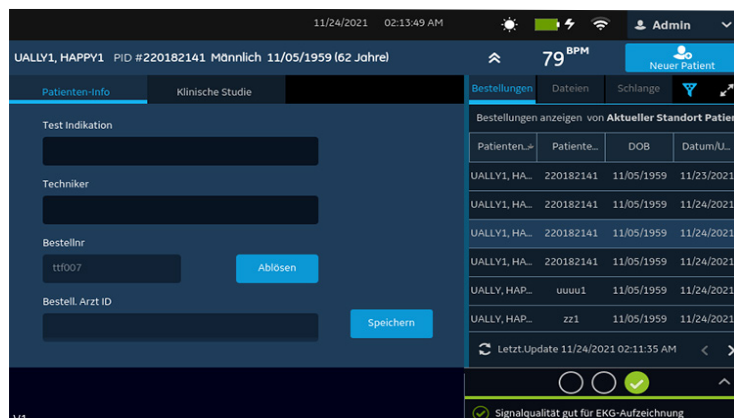 11/24/2021 02:13:49 AM Admin
UALLY1, HAPPY1 PID #220182141 Männlich 11/05/1959 (62 Jahre) 79 BPM Neuer Patient
Patienten-Info Klinische Studie Bestellungen Dateien Schlange
Test Indikation
Bestellungen anzeigen von Aktueller Standort Patien
Patienten... Patiente... DOB Datum/U...
Techniker
UALLY1, HA... 220182141 11/05/1959 11/23/2021
UALLY1, HA... 220182141 11/05/1959 11/24/2021
UALLY1, HA... 220182141 11/05/1959 11/24/2021
UALLY1, HA... 220182141 11/05/1959 11/24/2021
UALLY, HAP... uuuu1 11/05/1959 11/24/2021
UALLY, HAP... zz1 11/05/1959 11/24/2021
Bestellnr
ttf007 Ablösen
Bestell. Arzt ID
Speichern
Letzt.Update 11/24/2021 02:11:35 AM
Signalqualität gut für EKG-Aufzeichnung
V1